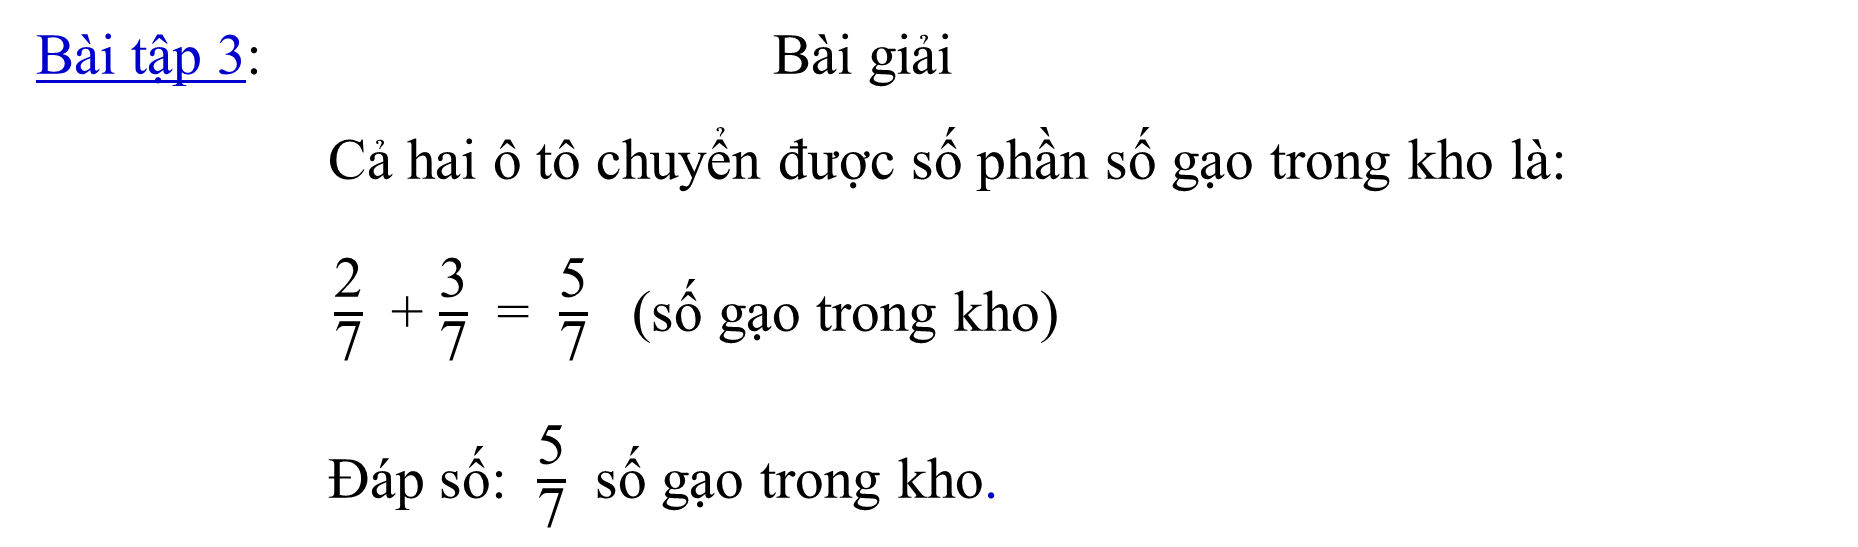 Bài tập 3: Bài giải
Cả hai ô tô chuyển được số phần số gạo trong kho là:
2/7 + 3/7 = 5/7 (số gạo trong kho)
Đáp số: 5/7 số gạo trong kho.